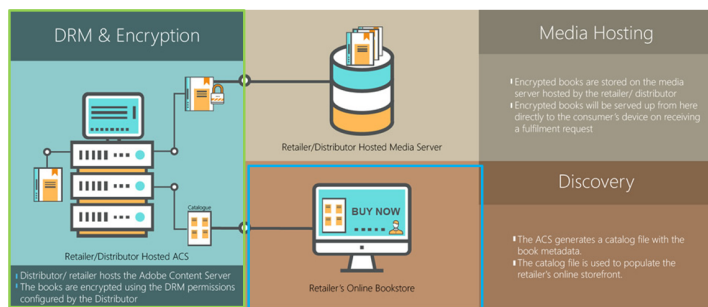 DRM & Encryption
Retailer/Distributor Hosted ACS
Catalogue
Distributor/ retailer hosts the Adobe Content Server
The books are encrypted using the DRM permissions
configured by the Distributor
Retailer/Distributor Hosted Media Server
Media Hosting
Encrypted books are stored on the media
server hosted by the retailer/ distributor
Encrypted books will be served up from here
directly to the consumer's device on receiving
a fulfilment request
BUY NOW
Retailer's Online Bookstore
Discovery
The ACS generates a catalog file with the
book metadata.
The catalog file is used to populate the
retailer's online storefront.